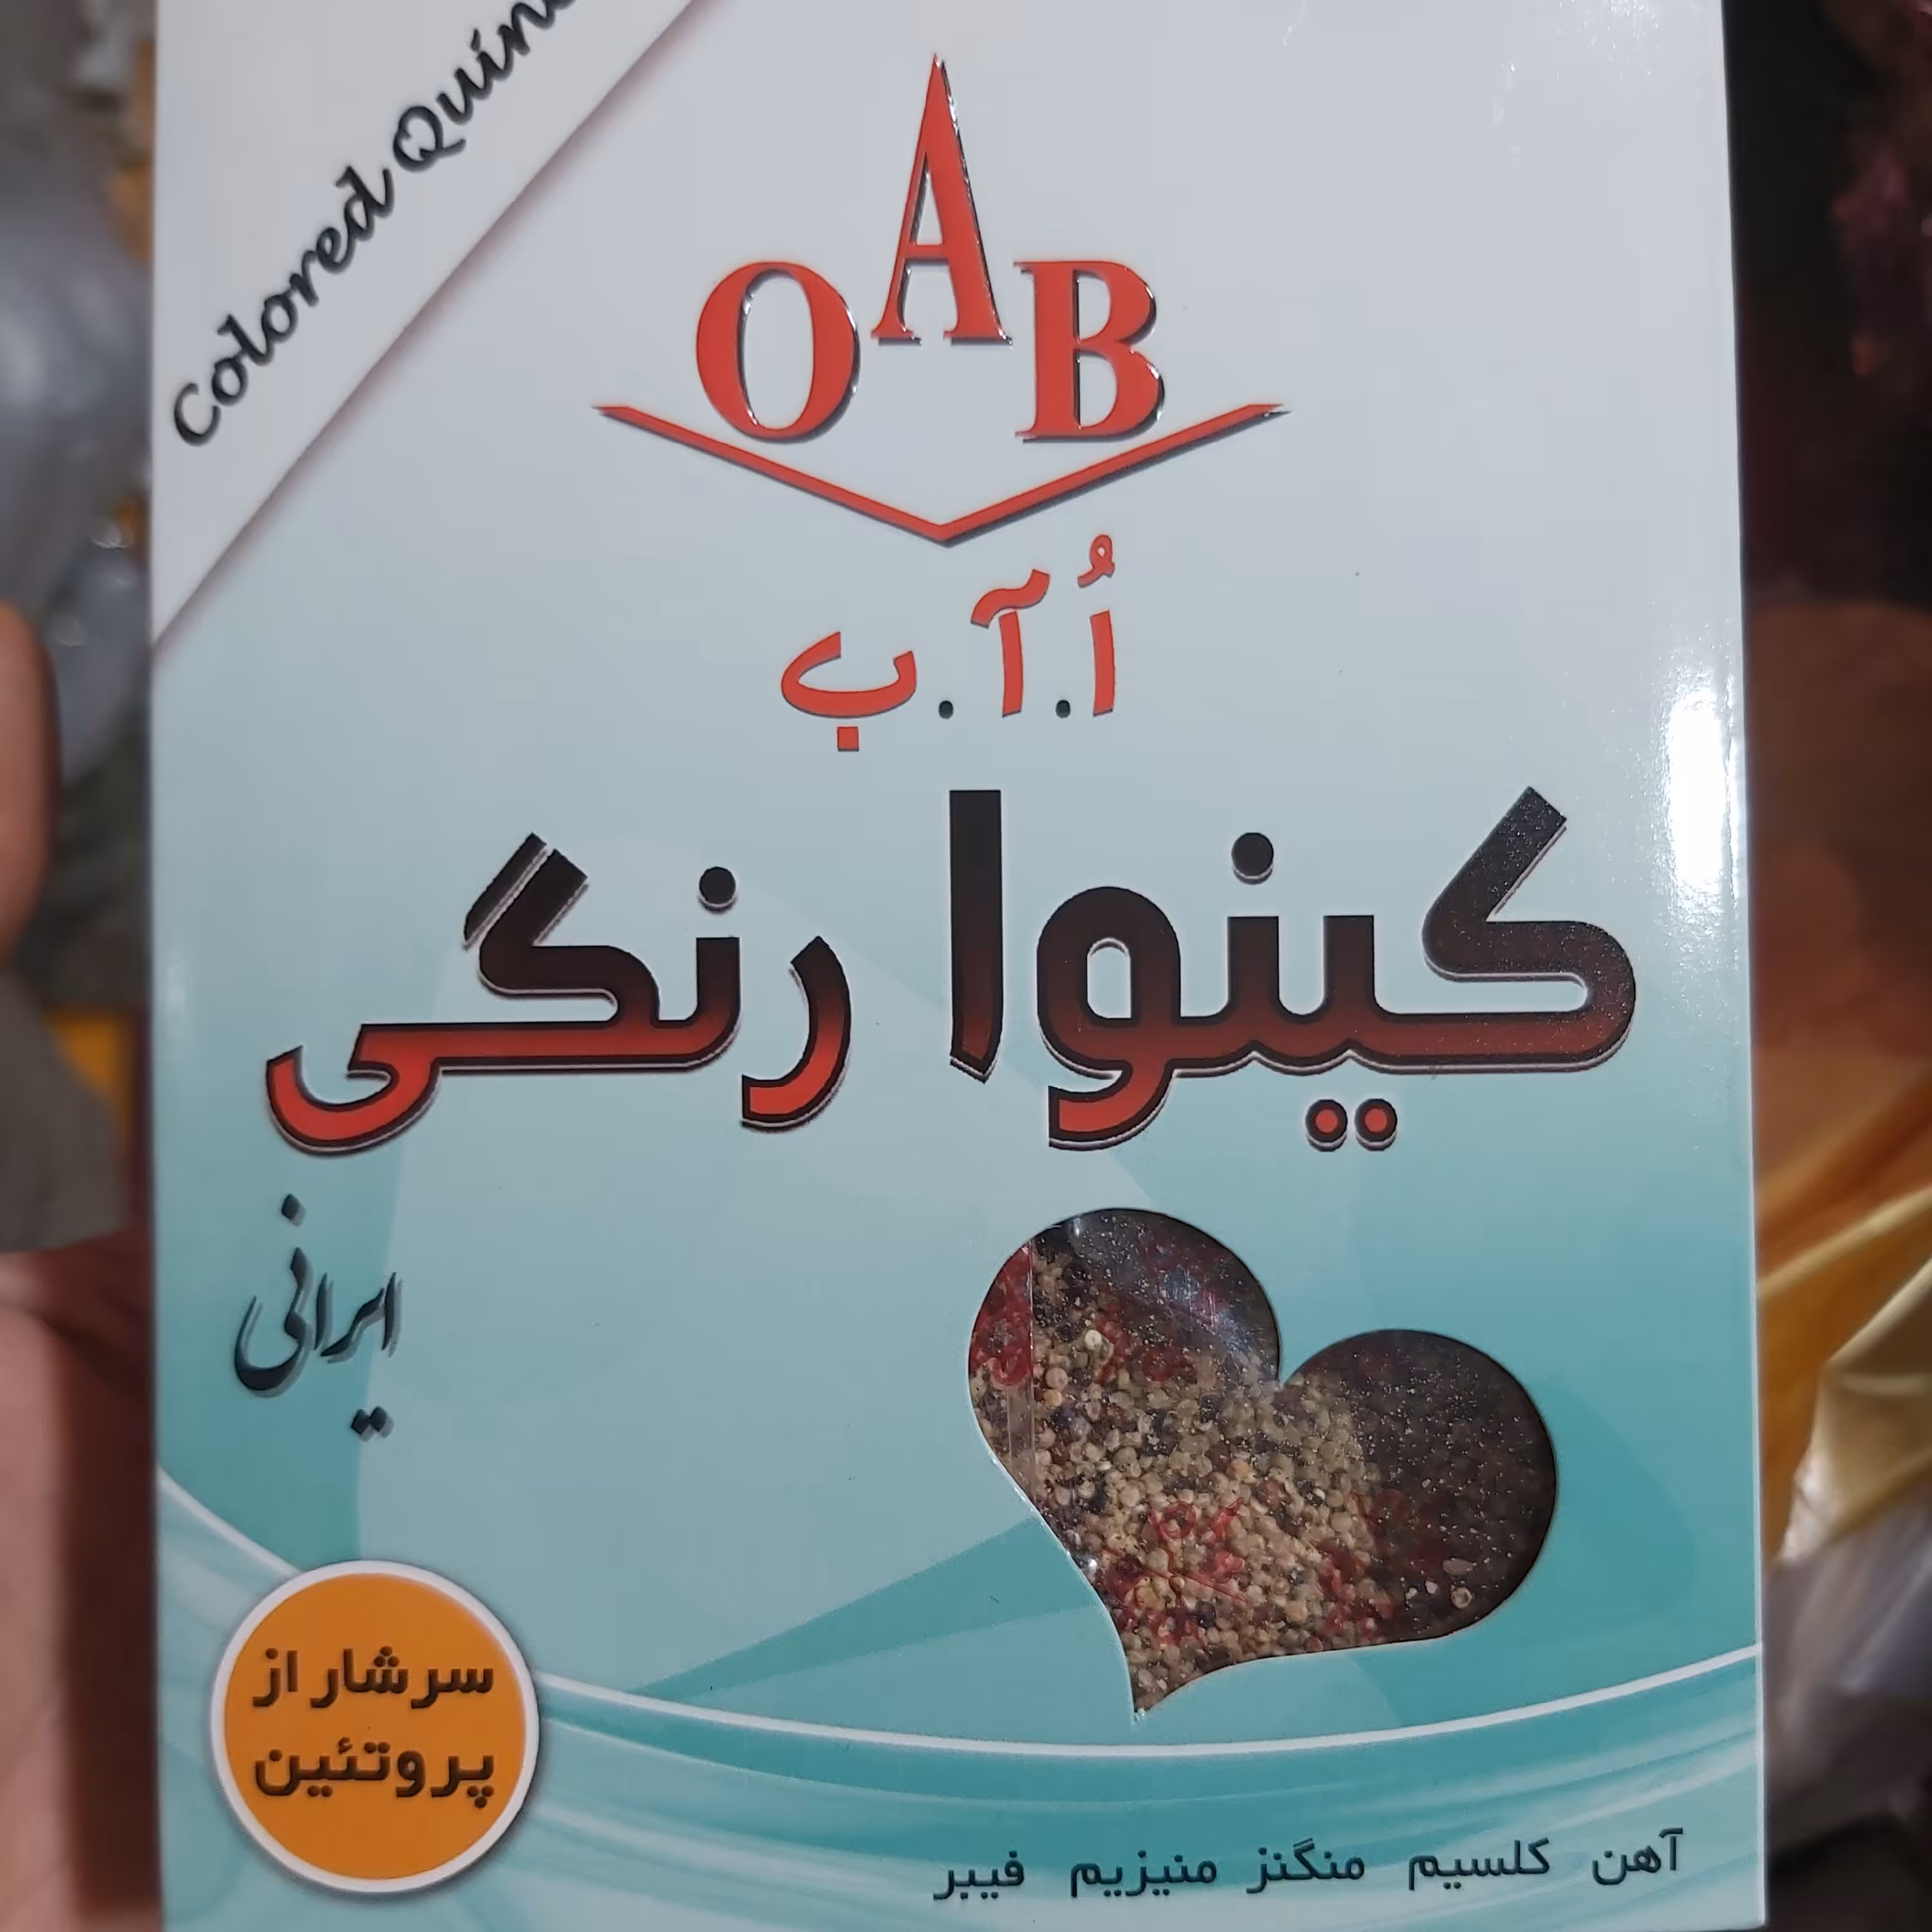 Colored Quin
OAB
اُ.آ.ب
کینوا رنگی
ایرانی
سرشار از
پروتئین
آهن کلسیم منگنز منیزیم فیبر